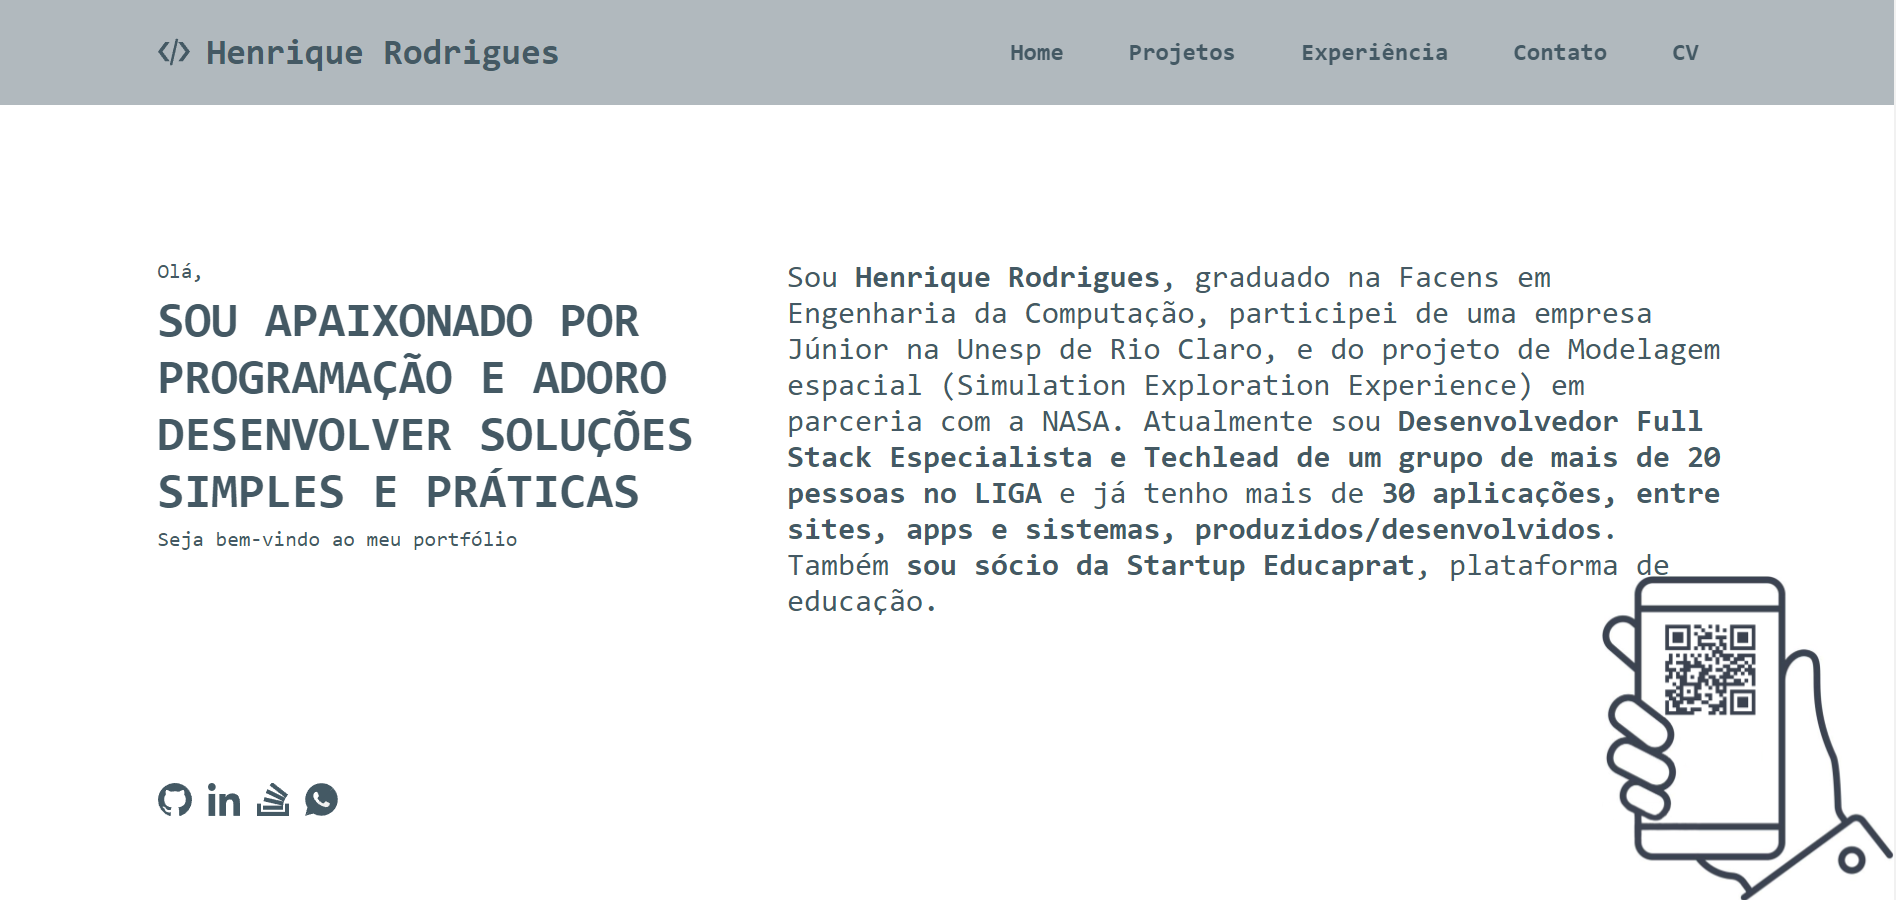 </> Henrique Rodrigues
Home Projetos Experiência Contato CV
Olá,
SOU APAIXONADO POR
PROGRAMAÇÃO E ADORO
DESENVOLVER SOLUÇÕES
SIMPLES E PRÁTICAS
Seja bem-vindo ao meu portfólio
Sou Henrique Rodrigues, graduado na Facens em
Engenharia da Computação, participei de uma empresa
Júnior na Unesp de Rio Claro, e do projeto de Modelagem
espacial (Simulation Exploration Experience) em
parceria com a NASA. Atualmente sou Desenvolvedor Full
Stack Especialista e Techlead de um grupo de mais de 20
pessoas no LIGA e já tenho mais de 30 aplicações, entre
sites, apps e sistemas, produzidos/desenvolvidos.
Também sou sócio da Startup Educaprat, plataforma de
educação.
in